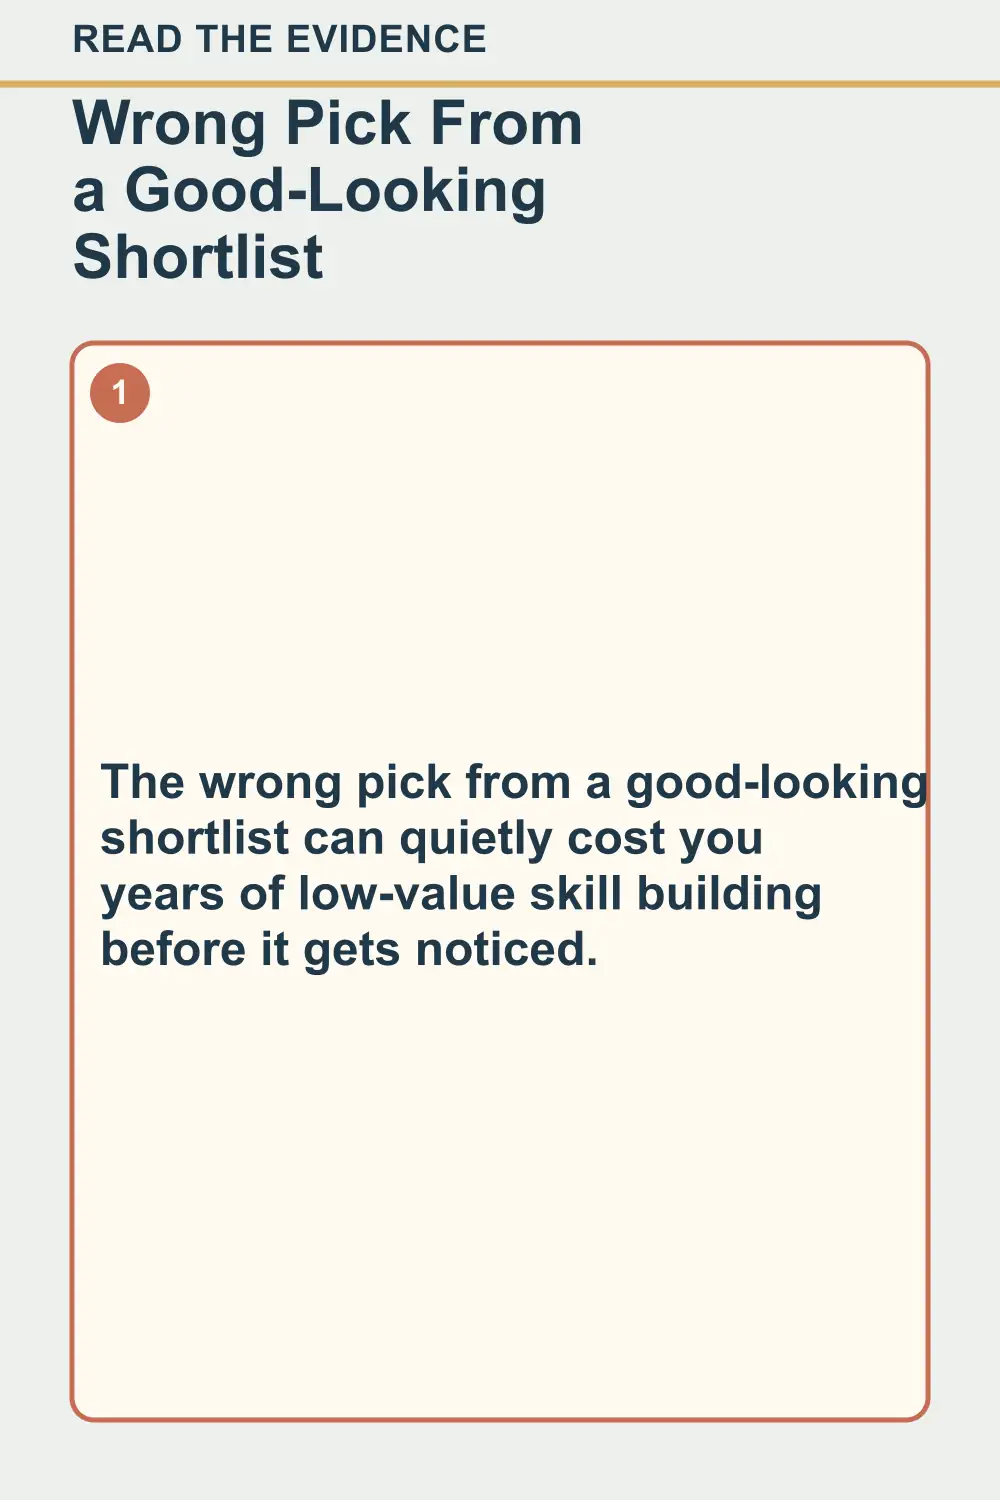 READ THE EVIDENCE
Wrong Pick From
a Good-Looking
Shortlist
1
The wrong pick from a good-looking
shortlist can quietly cost you
years of low-value skill building
before it gets noticed.